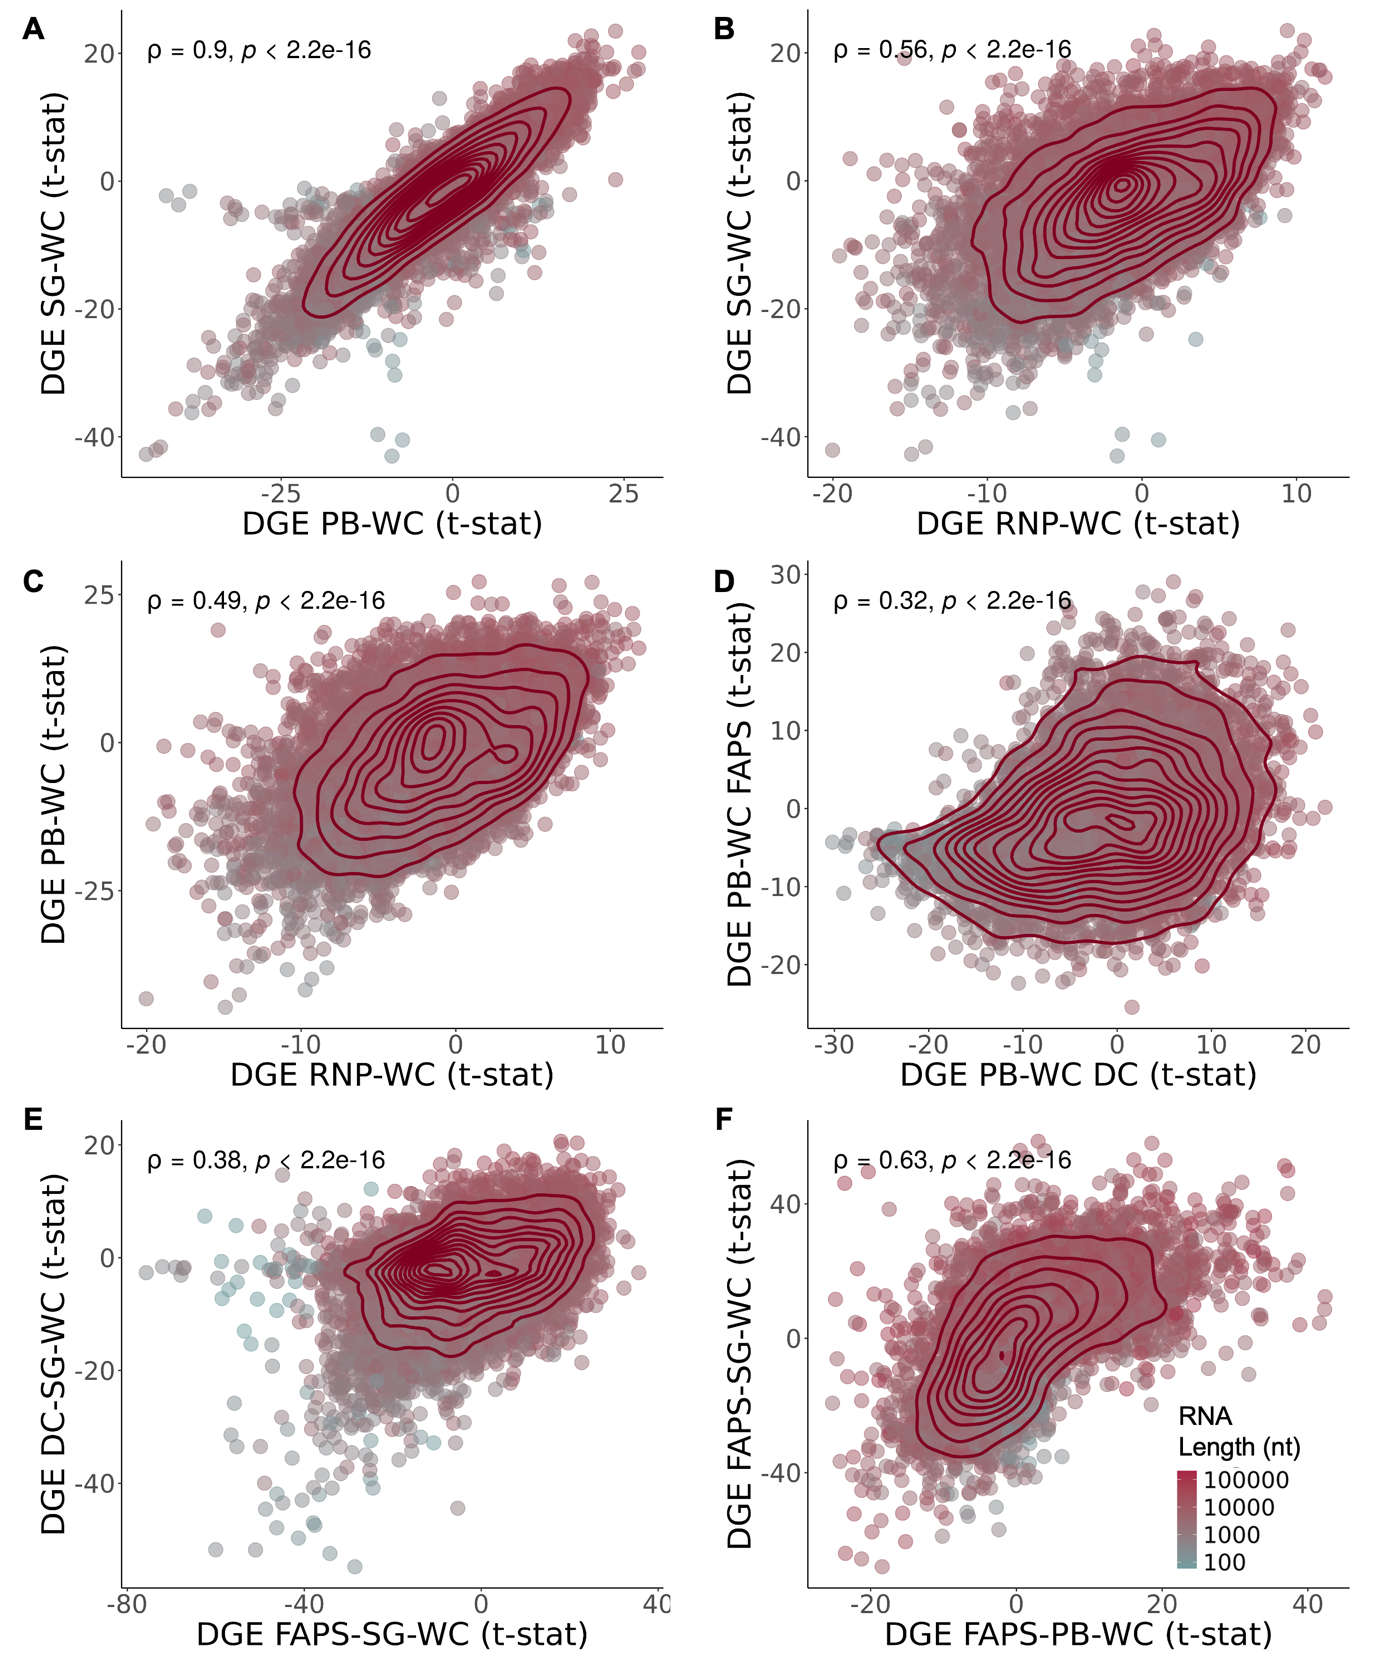 A
ρ = 0.9, p < 2.2e-16
20
0
-20
-40
DGE SG-WC (t-stat)
-25
0
25
DGE PB-WC (t-stat)
B
ρ = 0.56, p < 2.2e-16
20
0
-20
-40
DGE SG-WC (t-stat)
-20
-10
0
10
DGE RNP-WC (t-stat)
C
ρ = 0.49, p < 2.2e-16
25
0
-25
DGE PB-WC (t-stat)
-20
-10
0
10
DGE RNP-WC (t-stat)
D
ρ = 0.32, p < 2.2e-16
30
20
10
0
-10
-20
DGE PB-WC FAPS (t-stat)
-30
-20
-10
0
10
20
DGE PB-WC DC (t-stat)
E
ρ = 0.38, p < 2.2e-16
20
0
-20
-40
DGE DC-SG-WC (t-stat)
-80
-40
0
40
DGE FAPS-SG-WC (t-stat)
F
ρ = 0.63, p < 2.2e-16
40
0
-40
DGE FAPS-SG-WC (t-stat)
-20
0
20
40
DGE FAPS-PB-WC (t-stat)
RNA
Length (nt)
100000
10000
1000
100